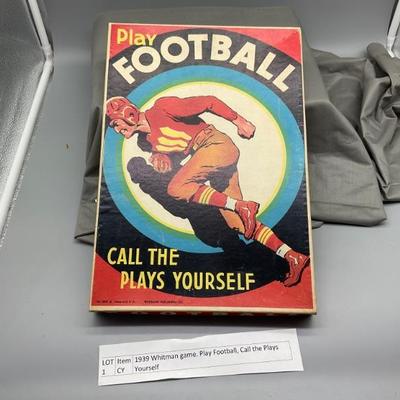 Play
FOOTBALL
CALL THE
PLAYS YOURSELF
LOT Item 1939 Whitman game. Play Football, Call the Plays
1 CY Yourself